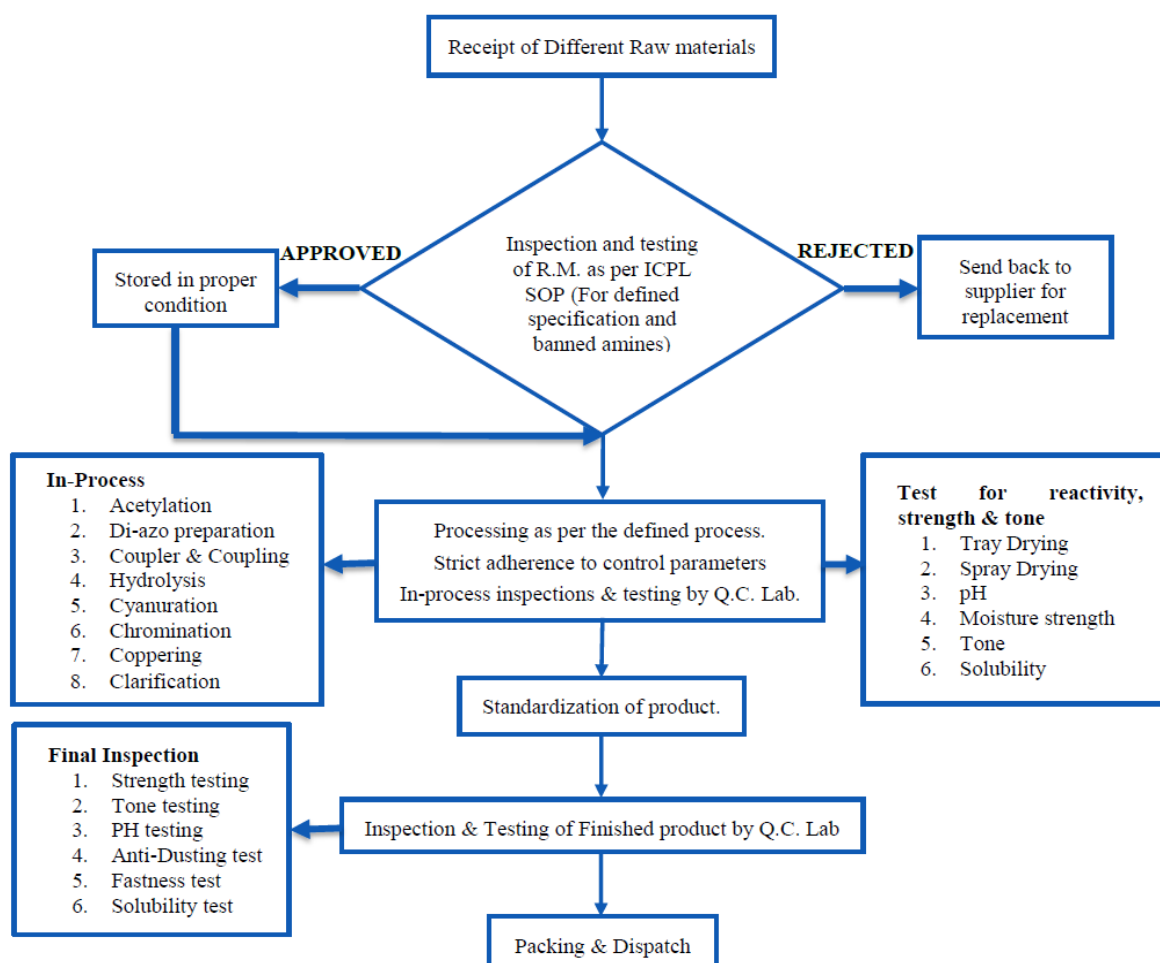 Receipt of Different Raw materials
APPROVED
REJECTED
Stored in proper
condition
Inspection and testing
of R.M. as per ICPL
SOP (For defined
specification and
banned amines)
Send back to
supplier for
replacement
In-Process
1. Acetylation
2. Di-azo preparation
3. Coupler & Coupling
4. Hydrolysis
5. Cyanuration
6. Chromination
7. Coppering
8. Clarification
Processing as per the defined process.
Strict adherence to control parameters
In-process inspections & testing by Q.C. Lab.
Test for reactivity,
strength & tone
1. Tray Drying
2. Spray Drying
3. pH
4. Moisture strength
5. Tone
6. Solubility
Standardization of product.
Final Inspection
1. Strength testing
2. Tone testing
3. PH testing
4. Anti-Dusting test
5. Fastness test
6. Solubility test
Inspection & Testing of Finished product by Q.C. Lab
Packing & Dispatch